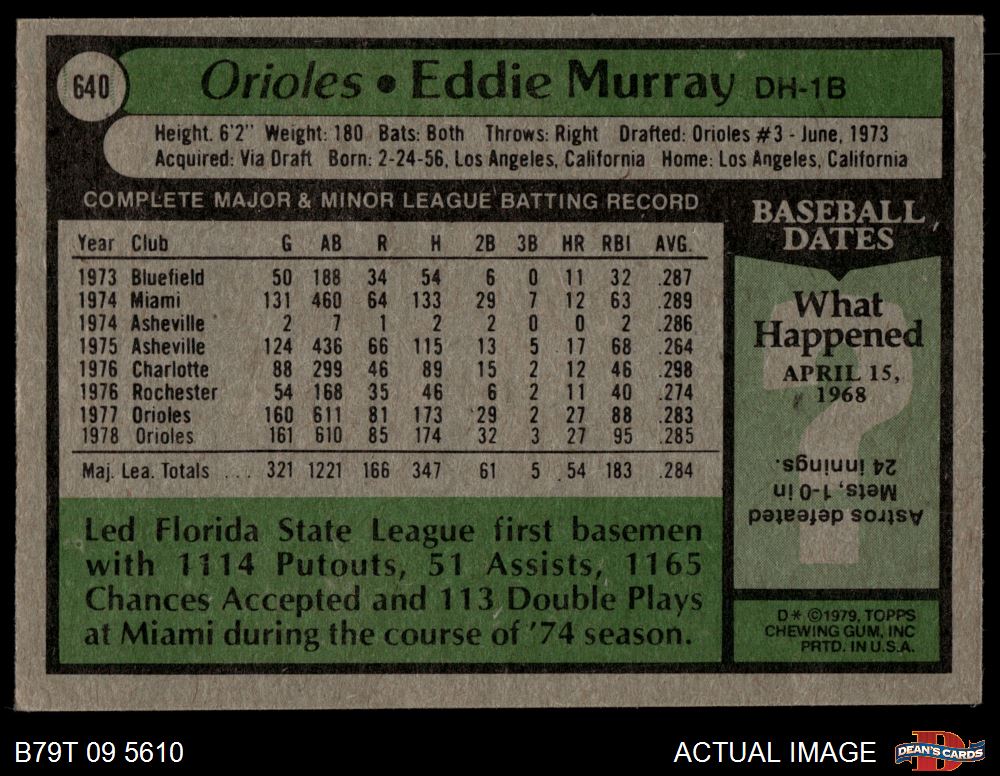 640
Orioles • Eddie Murray DH-1B
Height. 6'2" Weight: 180 Bats: Both Throws: Right Drafted: Orioles #3 - June, 1973
Acquired: Via Draft Born: 2-24-56, Los Angeles, California Home: Los Angeles, California
COMPLETE MAJOR & MINOR LEAGUE BATTING RECORD
Year Club G AB R H 2B 3B HR RBI AVG.
1973 Bluefield 50 188 34 54 6 0 11 32 .287
1974 Miami 131 460 64 133 29 7 12 63 .289
1974 Asheville 2 7 1 2 2 0 0 2 .286
1975 Asheville 124 436 66 115 13 5 17 68 .264
1976 Charlotte 88 299 46 89 15 2 12 46 .298
1976 Rochester 54 168 35 46 6 2 11 40 .274
1977 Orioles 160 611 81 173 29 2 27 88 .283
1978 Orioles 161 610 85 174 32 3 27 95 .285
Maj. Lea. Totals ... 321 1221 166 347 61 5 54 183 .284
Led Florida State League first basemen
with 1114 Putouts, 51 Assists, 1165
Chances Accepted and 113 Double Plays
at Miami during the course of '74 season.
BASEBALL
DATES
What
Happened
APRIL 15,
1968
?
Astros defeated
Mets, 1-0 in
24 innings.
D* ©1979, TOPPS
CHEWING GUM, INC
PRTD. IN U.S.A.
B79T 09 5610
ACTUAL IMAGE
DEAN'S CARDS